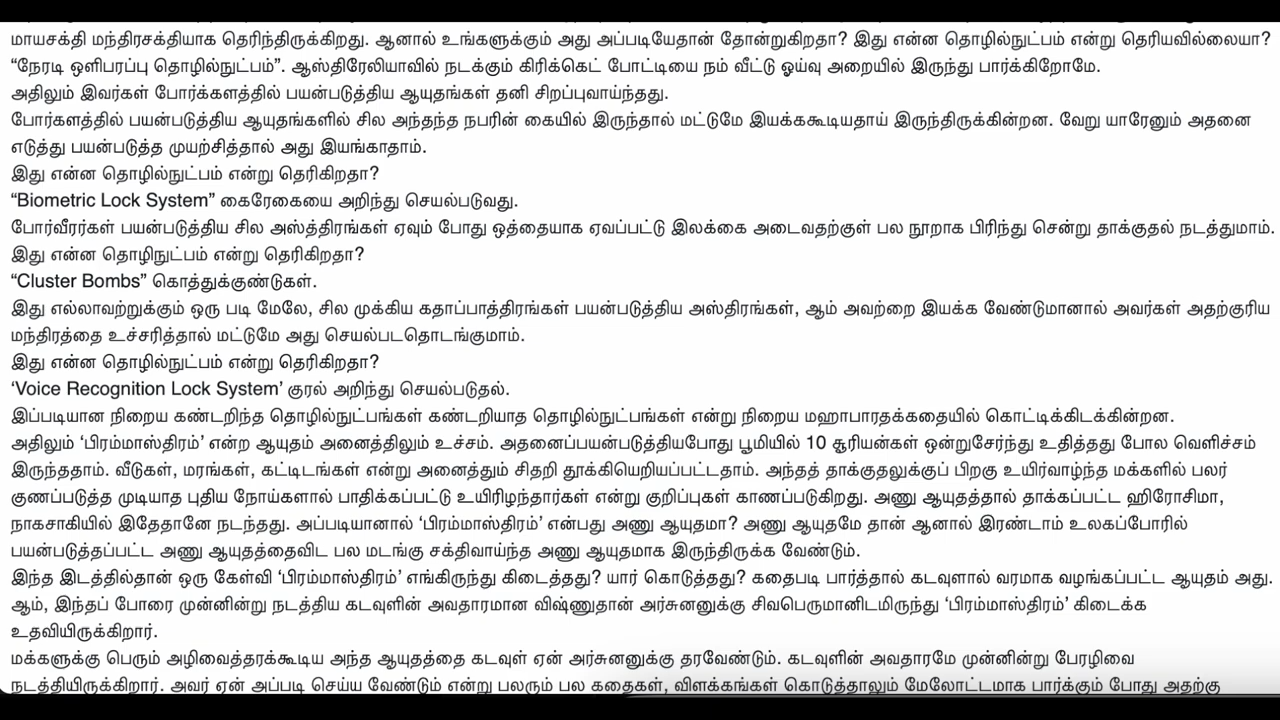 மாயசக்தி மந்திரசக்தியாக தெரிந்திருக்கிறது. ஆனால் உங்களுக்கும் அது அப்படியேதான் தோன்றுகிறதா? இது என்ன தொழில்நுட்பம் என்று தெரியவில்லையா?
“நேரடி ஒளிபரப்பு தொழில்நுட்பம்”. ஆஸ்திரேலியாவில் நடக்கும் கிரிக்கெட் போட்டியை நம் வீட்டு ஓய்வு அறையில் இருந்து பார்க்கிறோமே.
அதிலும் இவர்கள் போர்க்களத்தில் பயன்படுத்திய ஆயுதங்கள் தனி சிறப்புவாய்ந்தது.
போர்களத்தில் பயன்படுத்திய ஆயுதங்களில் சில அந்தந்த நபரின் கையில் இருந்தால் மட்டுமே இயக்ககூடியதாய் இருந்திருக்கின்றன. வேறு யாரேனும் அதனை
எடுத்து பயன்படுத்த முயற்சித்தால் அது இயங்காதாம்.
இது என்ன தொழில்நுட்பம் என்று தெரிகிறதா?
“Biometric Lock System” கைரேகையை அறிந்து செயல்படுவது.
போர்வீரர்கள் பயன்படுத்திய சில அஸ்த்திரங்கள் ஏவும் போது ஒத்தையாக ஏவப்பட்டு இலக்கை அடைவதற்குள் பல நூறாக பிரிந்து சென்று தாக்குதல் நடத்துமாம்.
இது என்ன தொழிநுட்பம் என்று தெரிகிறதா?
“Cluster Bombs” கொத்துக்குண்டுகள்.
இது எல்லாவற்றுக்கும் ஒரு படி மேலே, சில முக்கிய கதாப்பாத்திரங்கள் பயன்படுத்திய அஸ்திரங்கள், ஆம் அவற்றை இயக்க வேண்டுமானால் அவர்கள் அதற்குரிய
மந்திரத்தை உச்சரித்தால் மட்டுமே அது செயல்படதொடங்குமாம்.
இது என்ன தொழில்நுட்பம் என்று தெரிகிறதா?
‘Voice Recognition Lock System’ குரல் அறிந்து செயல்படுதல்.
இப்படியான நிறைய கண்டறிந்த தொழில்நுட்பங்கள் கண்டறியாத தொழில்நுட்பங்கள் என்று நிறைய மஹாபாரதக்கதையில் கொட்டிக்கிடக்கின்றன.
அதிலும் ‘பிரம்மாஸ்திரம்’ என்ற ஆயுதம் அனைத்திலும் உச்சம். அதனைப்பயன்படுத்தியபோது பூமியில் 10 சூரியன்கள் ஒன்றுசேர்ந்து உதித்தது போல வெளிச்சம்
இருந்ததாம். வீடுகள், மரங்கள், கட்டிடங்கள் என்று அனைத்தும் சிதறி தூக்கியெறியப்பட்டதாம். அந்தத் தாக்குதலுக்குப் பிறகு உயிர்வாழ்ந்த மக்களில் பலர்
குணப்படுத்த முடியாத புதிய நோய்களால் பாதிக்கப்பட்டு உயிரிழந்தார்கள் என்று குறிப்புகள் காணப்படுகிறது. அணு ஆயுதத்தால் தாக்கப்பட்ட ஹிரோசிமா,
நாகசாகியில் இதேதானே நடந்தது. அப்படியானால் ‘பிரம்மாஸ்திரம்’ என்பது அணு ஆயுதமா? அணு ஆயுதமே தான் ஆனால் இரண்டாம் உலகப்போரில்
பயன்படுத்தப்பட்ட அணு ஆயுதத்தைவிட பல மடங்கு சக்திவாய்ந்த அணு ஆயுதமாக இருந்திருக்க வேண்டும்.
இந்த இடத்தில்தான் ஒரு கேள்வி ‘பிரம்மாஸ்திரம்’ எங்கிருந்து கிடைத்தது? யார் கொடுத்தது? கதைபடி பார்த்தால் கடவுளால் வரமாக வழங்கப்பட்ட ஆயுதம் அது.
ஆம், இந்தப் போரை முன்னின்று நடத்திய கடவுளின் அவதாரமான விஷ்ணுதான் அர்சுனனுக்கு சிவபெருமானிடமிருந்து ‘பிரம்மாஸ்திரம்’ கிடைக்க
உதவியிருக்கிறார்.
மக்களுக்கு பெரும் அழிவைத்தரக்கூடிய அந்த ஆயுதத்தை கடவுள் ஏன் அர்சுனனுக்கு தரவேண்டும். கடவுளின் அவதாரமே முன்னின்று பேரழிவை
நடத்தியிருக்கிறார். அவர் ஏன் அப்படி செய்ய வேண்டும் என்று பலரும் பல கதைகள், விளக்கங்கள் கொடுத்தாலும் மேலோட்டமாக பார்க்கும் போது அதற்கு